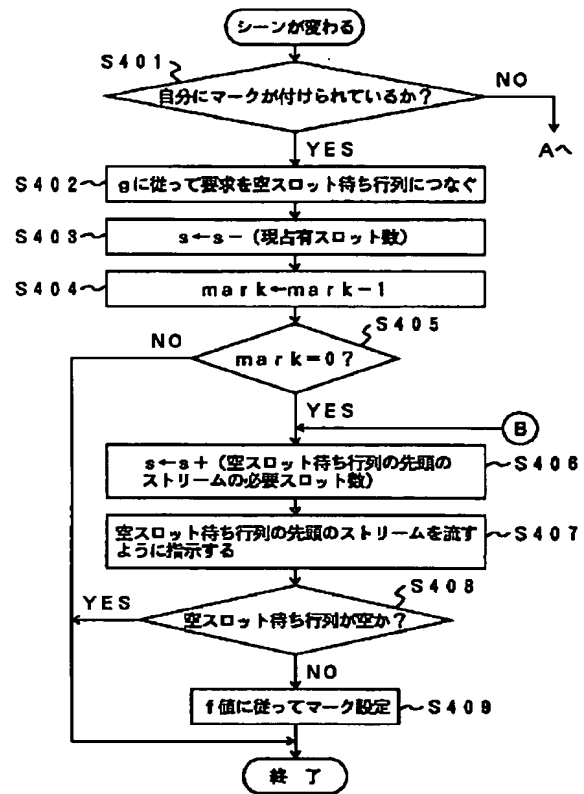 シーンが変わる
S401
自分にマークが付けられているか?
NO
Aへ
YES
S402
gに従って要求を空スロット待ち行列につなぐ
S403
s←s-(現占有スロット数)
S404
mark←mark-1
S405
NO
mark=0?
YES
B
s←s+(空スロット待ち行列の先頭の
ストリームの必要スロット数)
S406
空スロット待ち行列の先頭のストリームを流す
ように指示する
S407
S408
YES
空スロット待ち行列が空か?
NO
f値に従ってマーク設定
S409
終了